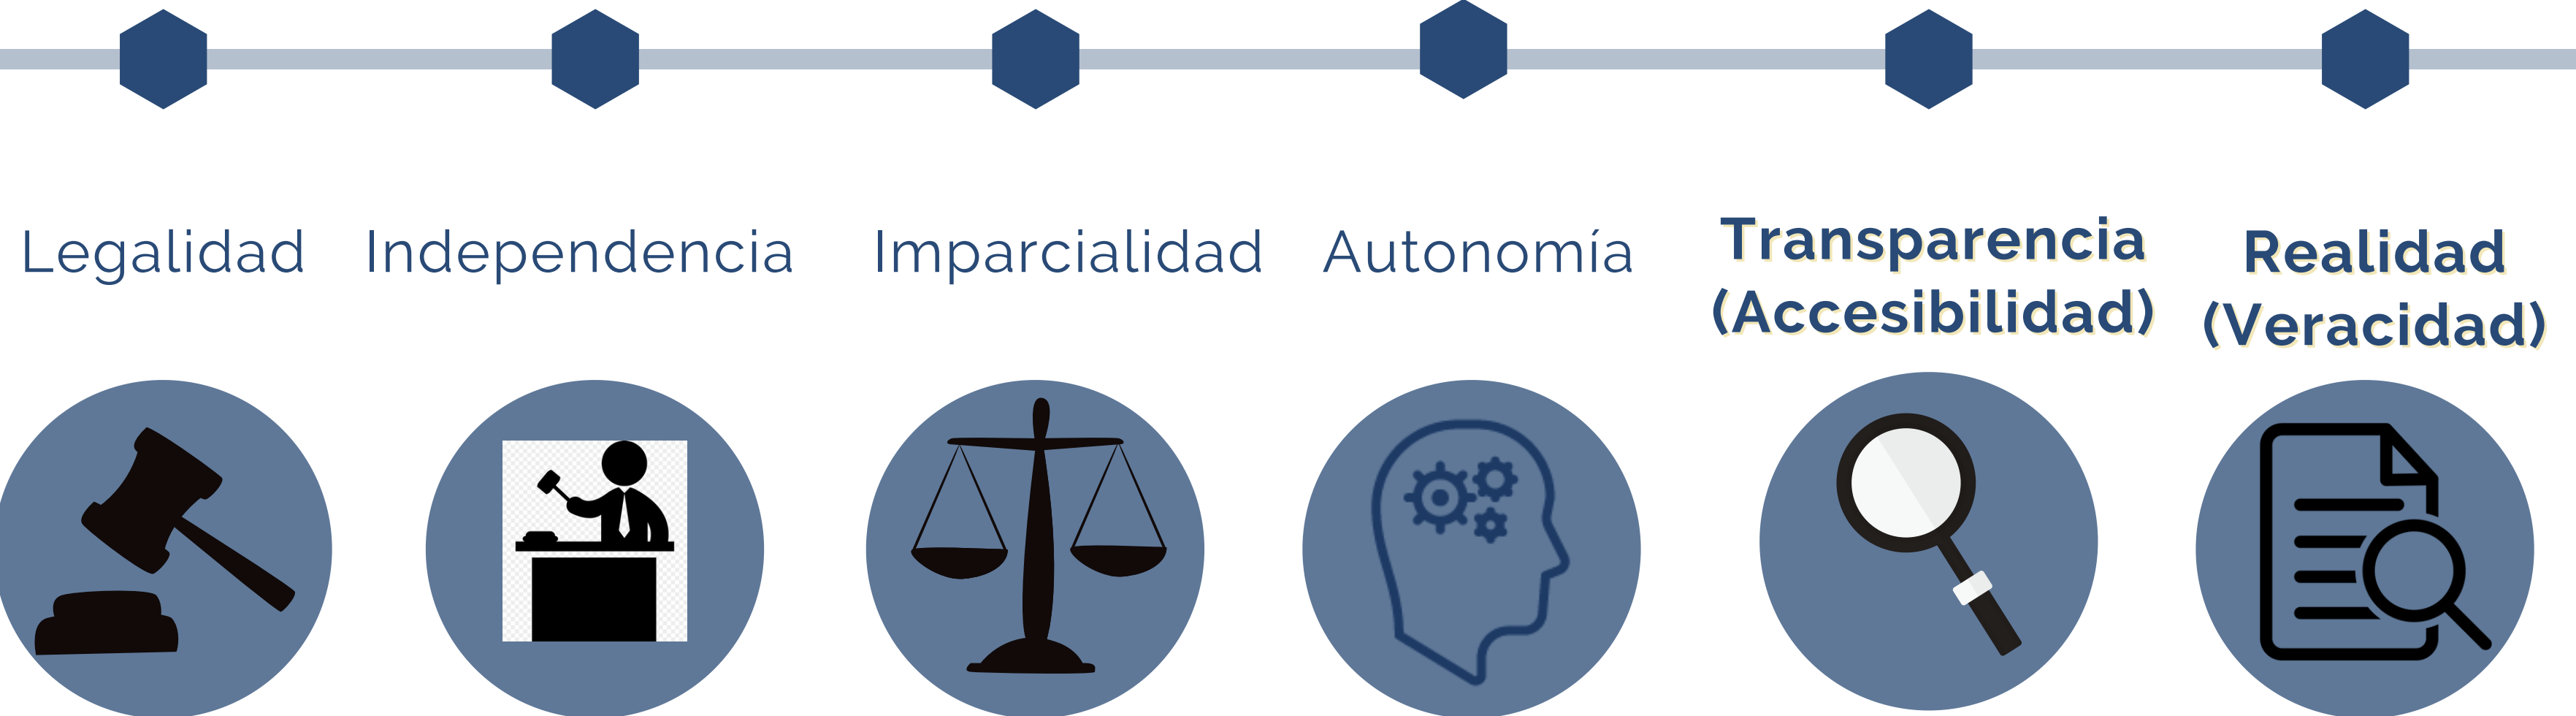 Legalidad
Independencia
Imparcialidad
Autonomía
Transparencia
(Accesibilidad)
Realidad
(Veracidad)